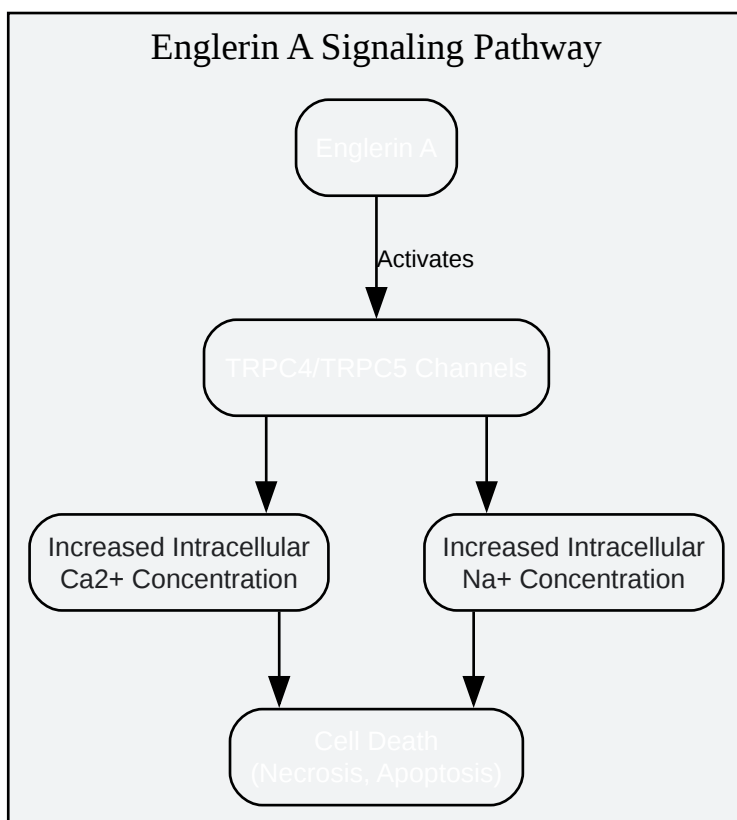 Englerin A Signaling Pathway
Englerin A
Activates
TRPC4/TRPC5 Channels
Increased Intracellular
Ca2+ Concentration
Increased Intracellular
Na+ Concentration
Cell Death
(Necrosis, Apoptosis)